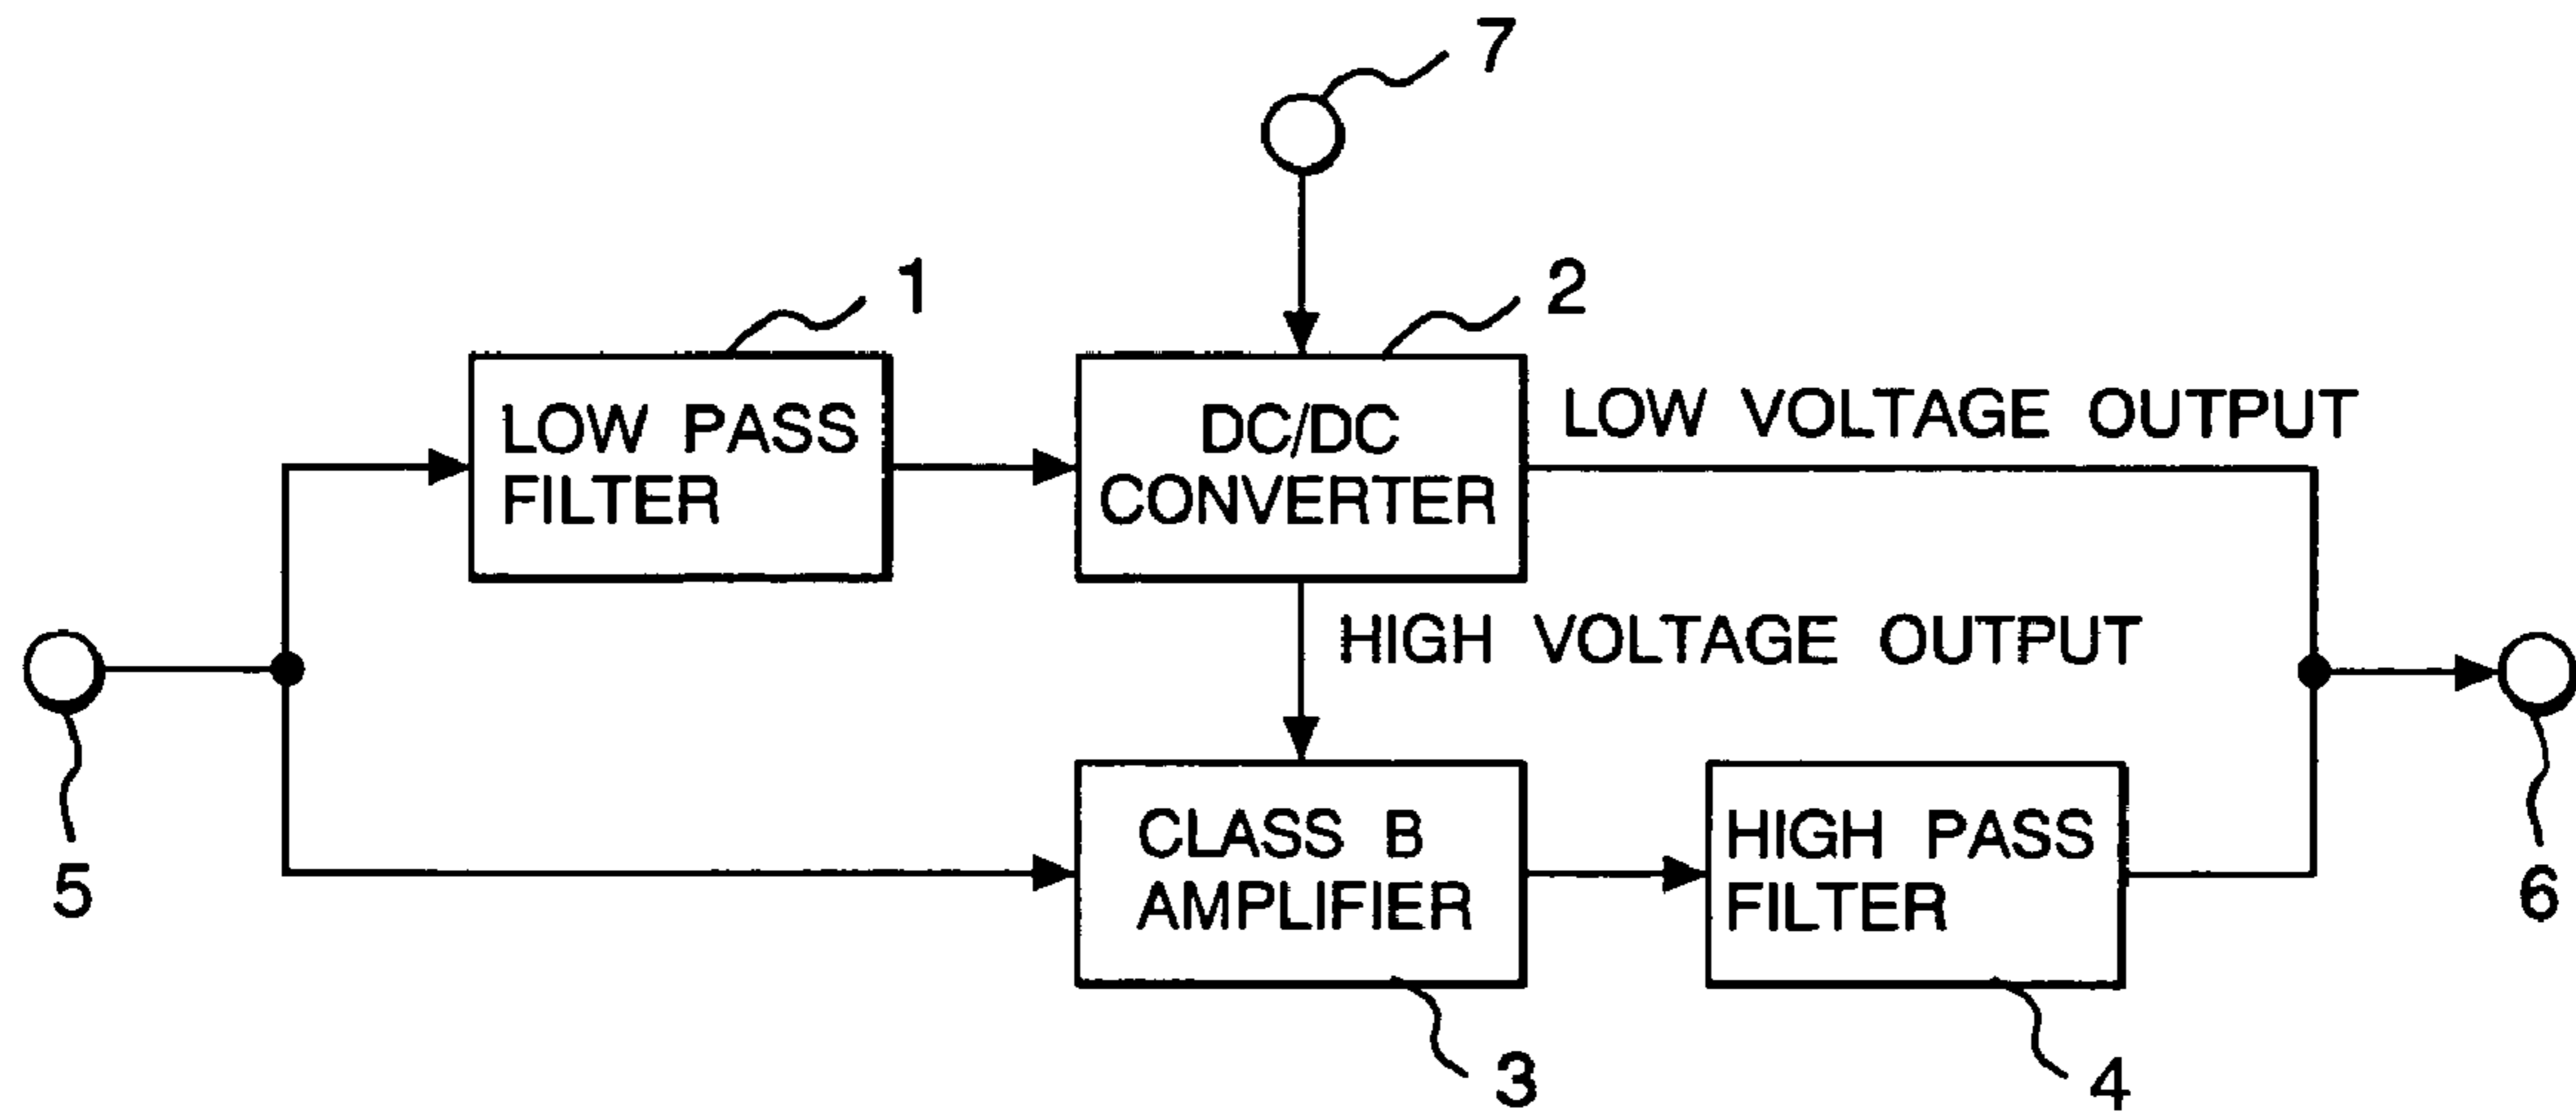 7
1
2
LOW PASS
FILTER
DC/DC
CONVERTER
LOW VOLTAGE OUTPUT
HIGH VOLTAGE OUTPUT
5
CLASS B
AMPLIFIER
HIGH PASS
FILTER
6
3
4